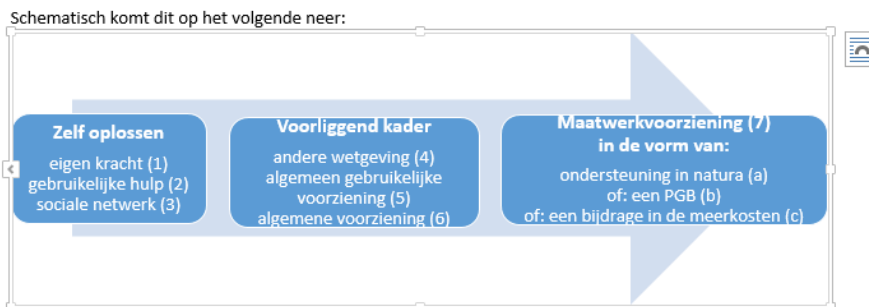 Schematisch komt dit op het volgende neer:
Zelf oplossen
eigen kracht (1)
gebruikelijke hulp (2)
sociale netwerk (3)
Voorliggend kader
andere wetgeving (4)
algemeen gebruikelijke
voorziening (5)
algemene voorziening (6)
Maatwerkvoorziening (7)
in de vorm van:
ondersteuning in natura (a)
of: een PGB (b)
of: een bijdrage in de meerkosten (c)